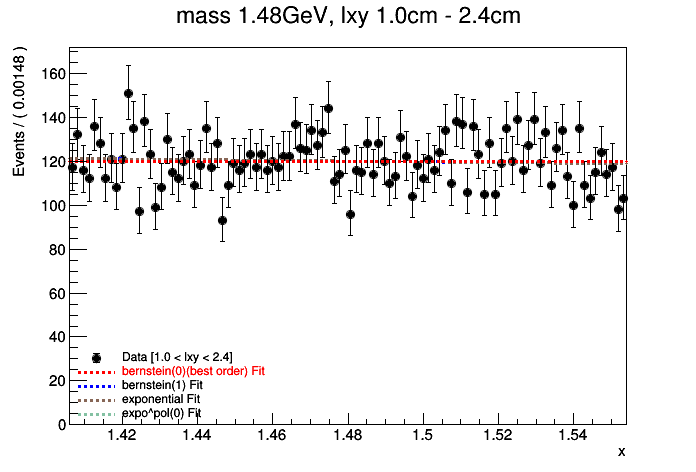 mass 1.48GeV, lxy 1.0cm - 2.4cm
Events / ( 0.00148 )
160
140
120
100
80
60
40
20
0
Data [1.0 < lxy < 2.4]
bernstein(0)(best order) Fit
bernstein(1) Fit
exponential Fit
expo^pol(0) Fit
1.42 1.44 1.46 1.48 1.5 1.52 1.54
x